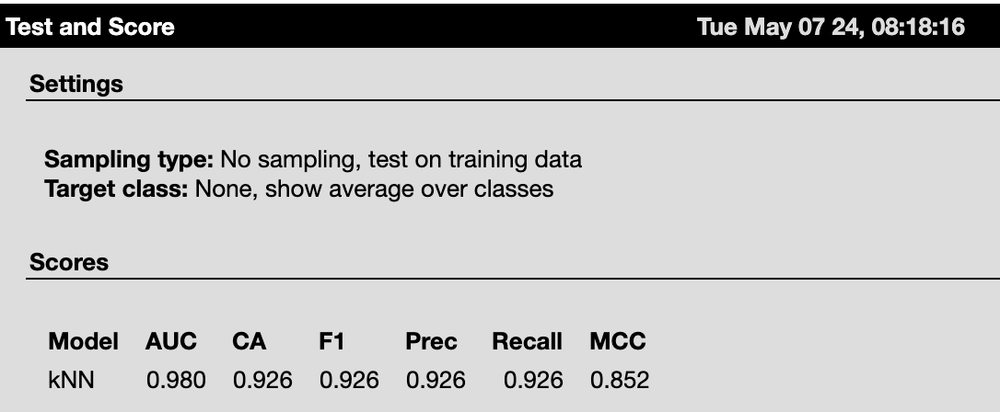 Test and Score Tue May 07 24, 08:18:16
Settings
Sampling type: No sampling, test on training data
Target class: None, show average over classes
Scores
Model AUC CA F1 Prec Recall MCC
kNN 0.980 0.926 0.926 0.926 0.926 0.852